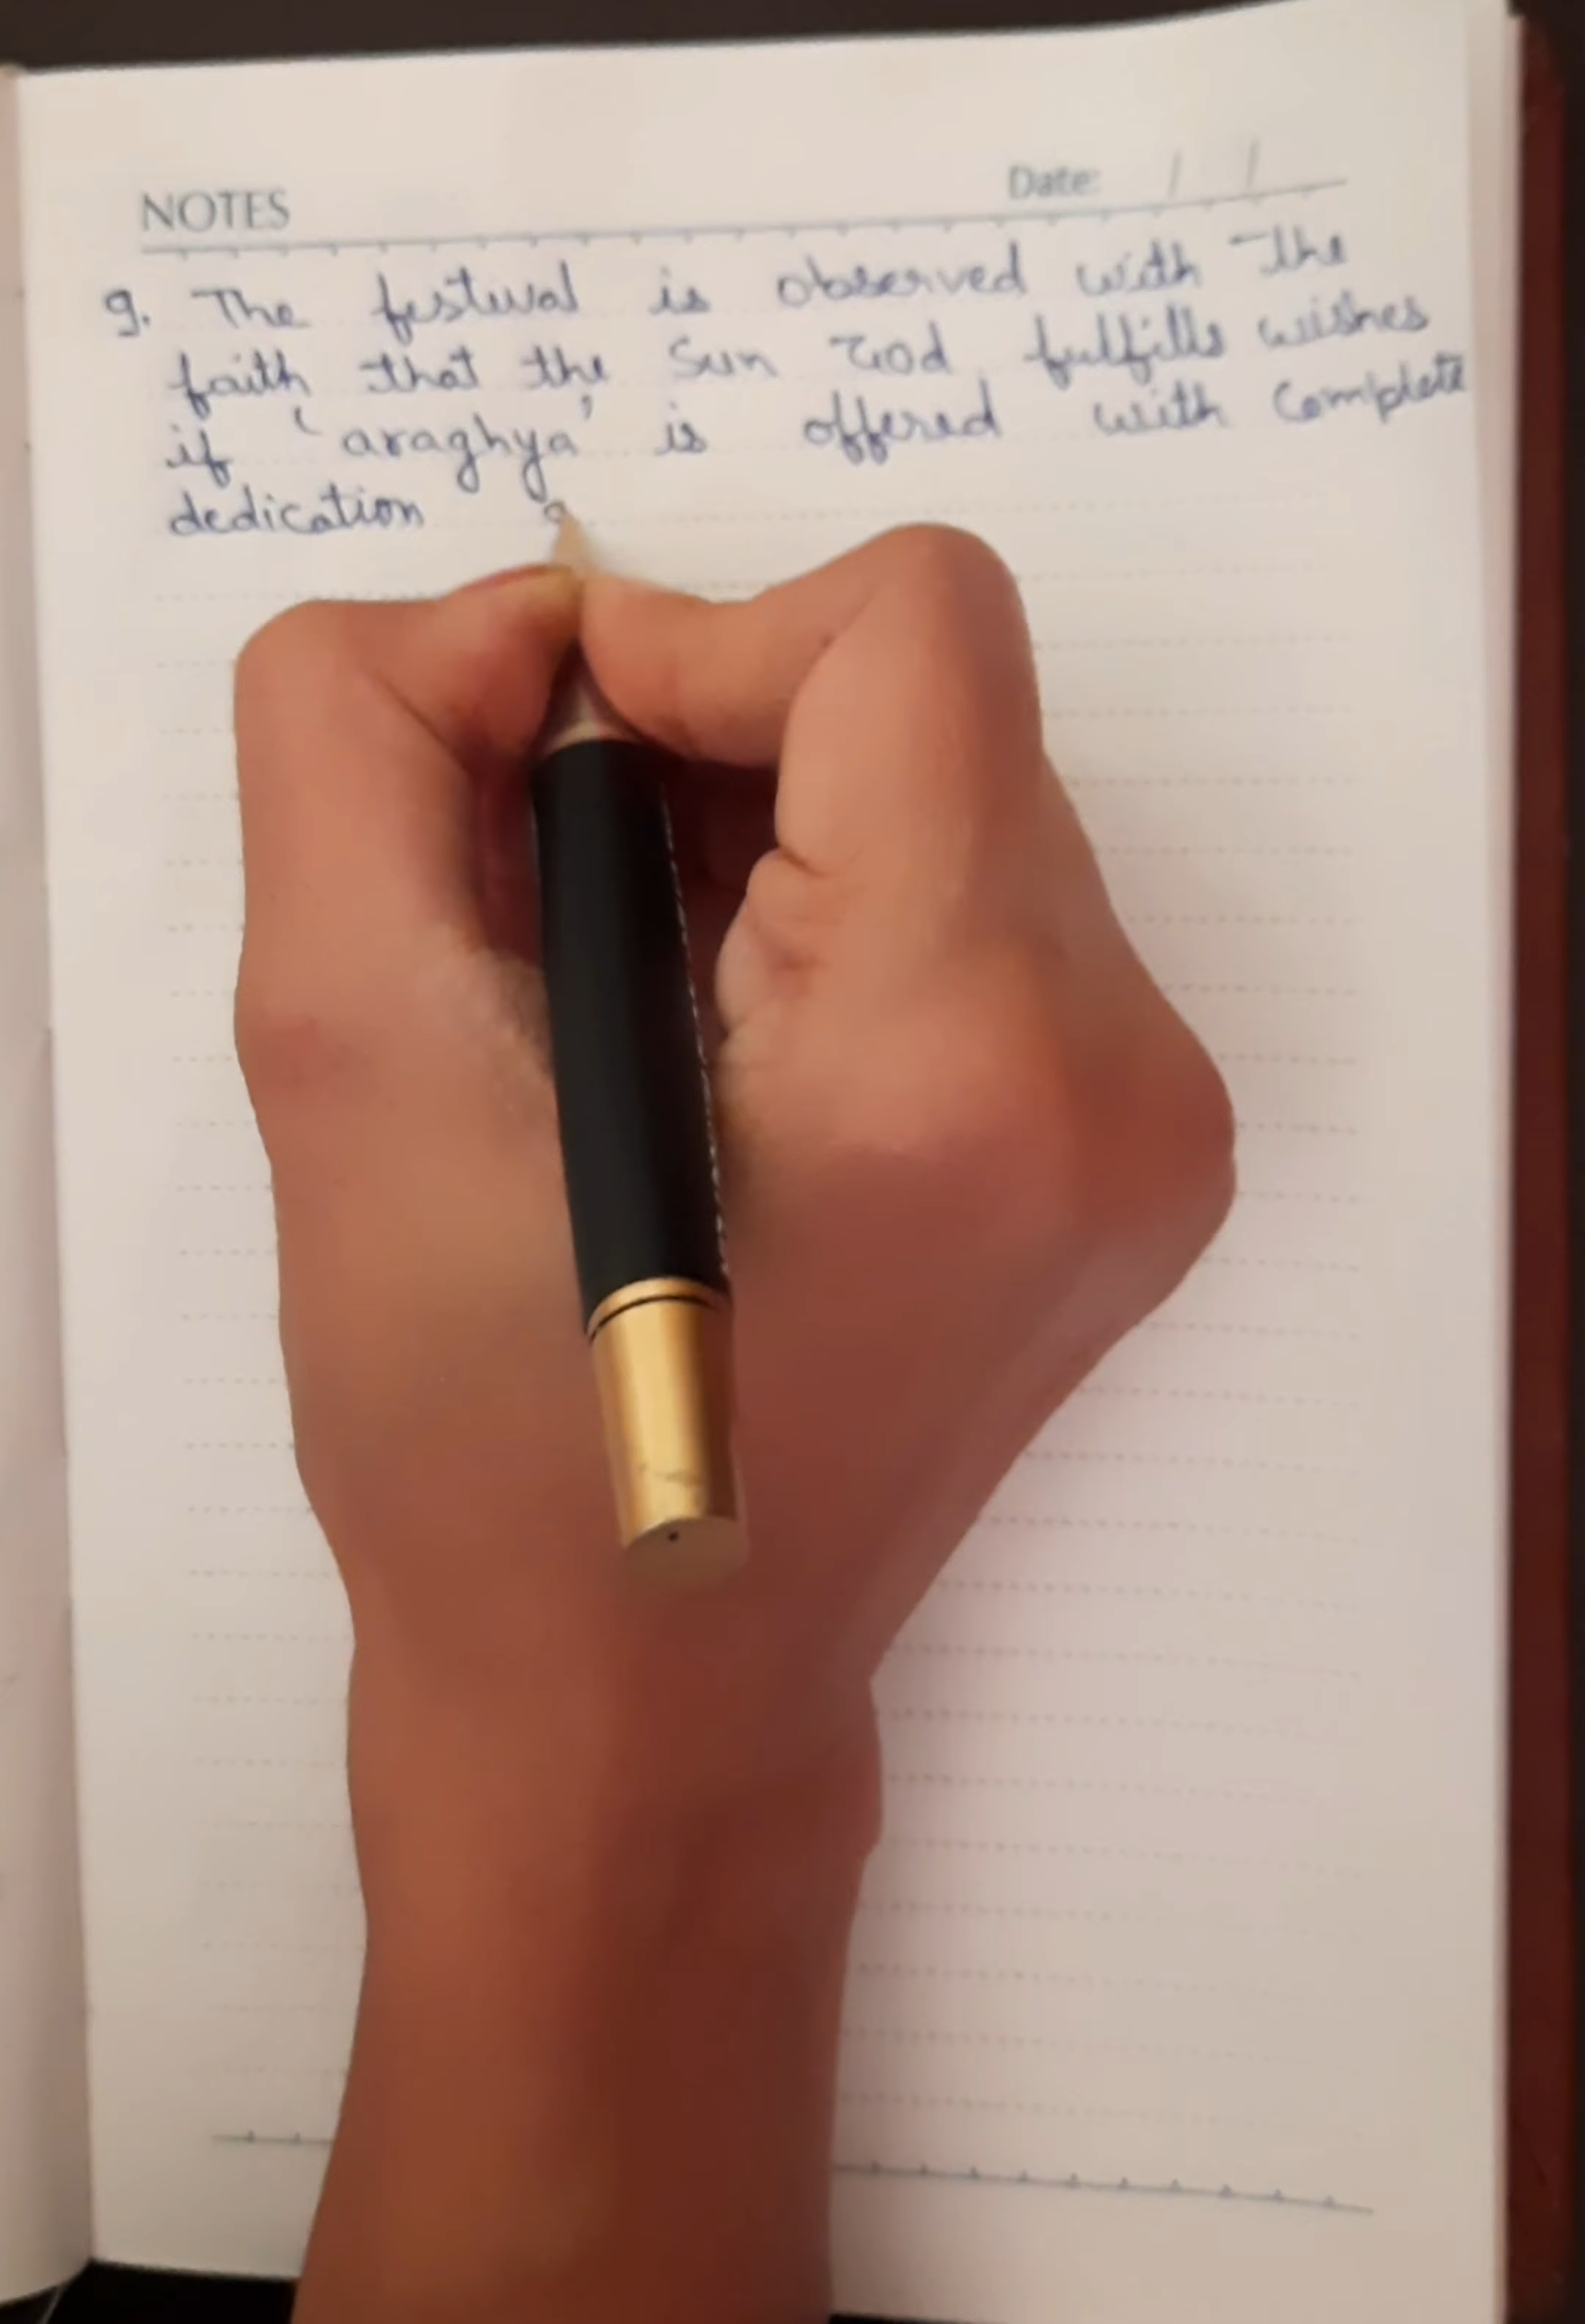 NOTES Date: / /
9. The festival is observed with the
faith that the Sun God fulfills wishes
if 'araghya' is offered with complete
dedication